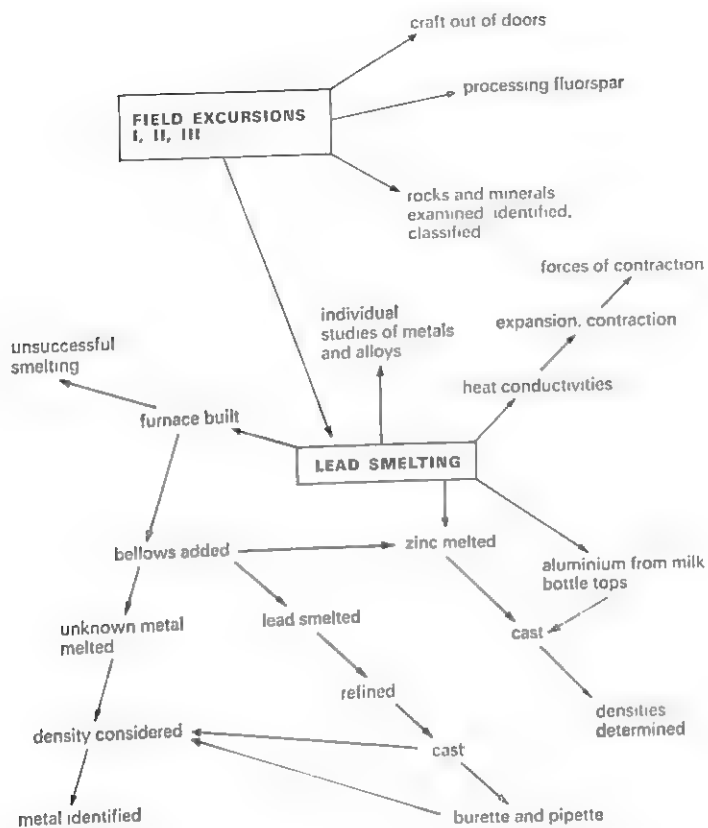 craft out of doors
processing fluorspar
FIELD EXCURSIONS
I, II, III
rocks and minerals
examined identified,
classified
forces of contraction
individual
studies of metals
and alloys
expansion, contraction
unsuccessful
smelting
heat conductivities
furnace built
LEAD SMELTING
bellows added
zinc melted
aluminium from milk
bottle tops
unknown metal
melted
lead smelted
cast
refined
densities
determined
density considered
cast
metal identified
burette and pipette